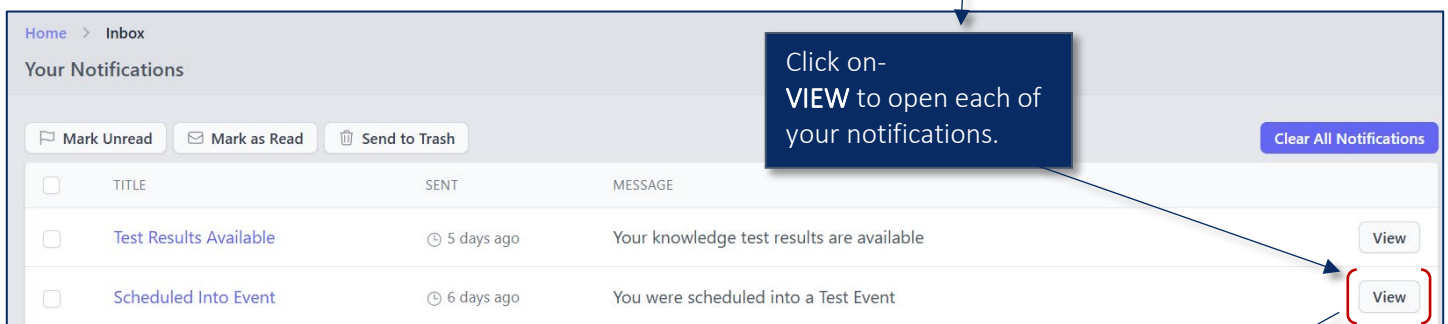 Home > Inbox
Your Notifications
Click on-
VIEW to open each of
your notifications.
Mark Unread Mark as Read Send to Trash Clear All Notifications
TITLE SENT MESSAGE
Test Results Available 5 days ago Your knowledge test results are available View
Scheduled Into Event 6 days ago You were scheduled into a Test Event View